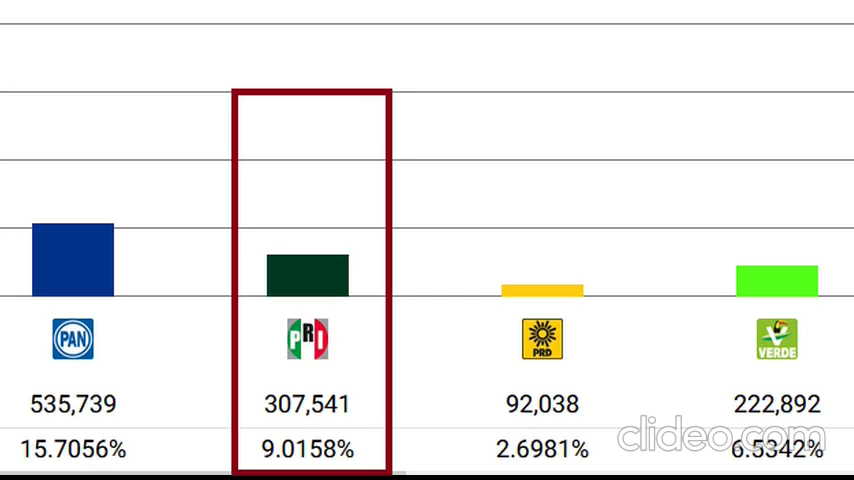 PAN
PRI
PRD
VERDE
535,739
307,541
92,038
222,892
15.7056%
9.0158%
2.6981%
6.5342%
clideo.com